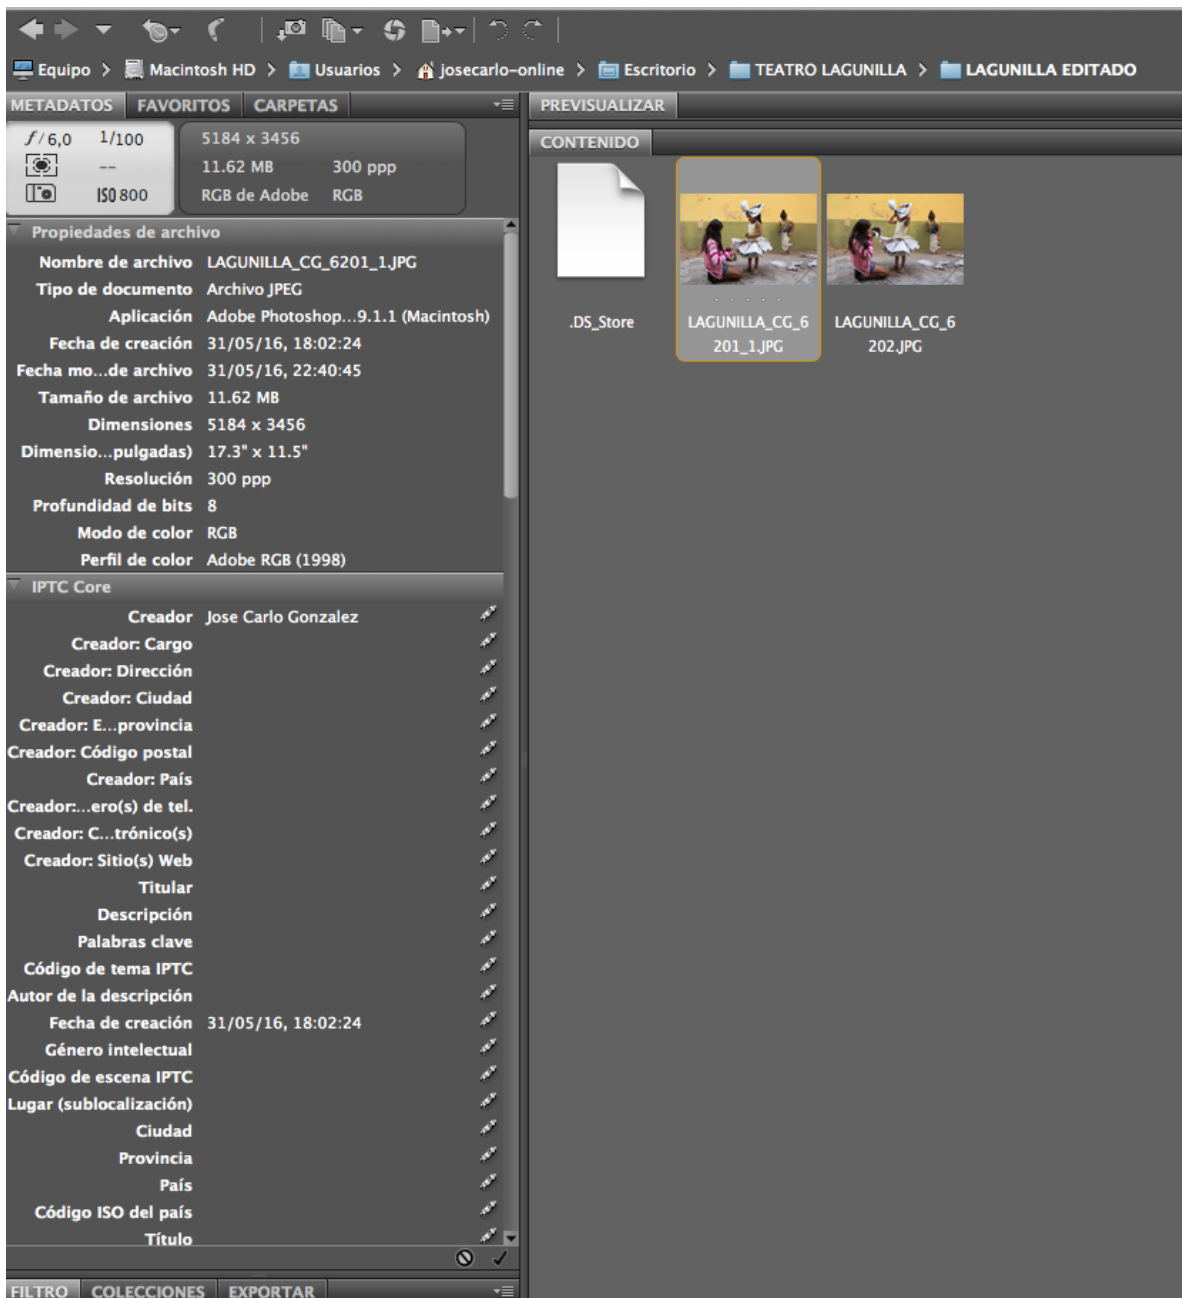 Equipo > Macintosh HD > Usuarios > josecarlo-online > Escritorio > TEATRO LAGUNILLA > LAGUNILLA EDITADO
METADATOS FAVORITOS CARPETAS
f/6,0 1/100
--
ISO 800
5184 x 3456
11.62 MB 300 ppp
RGB de Adobe RGB
Propiedades de archivo
Nombre de archivo LAGUNILLA_CG_6201_1.JPG
Tipo de documento Archivo JPEG
Aplicación Adobe Photoshop...9.1.1 (Macintosh)
Fecha de creación 31/05/16, 18:02:24
Fecha mo...de archivo 31/05/16, 22:40:45
Tamaño de archivo 11.62 MB
Dimensiones 5184 x 3456
Dimensio...pulgadas) 17.3" x 11.5"
Resolución 300 ppp
Profundidad de bits 8
Modo de color RGB
Perfil de color Adobe RGB (1998)
IPTC Core
Creador Jose Carlo Gonzalez
Creador: Cargo
Creador: Dirección
Creador: Ciudad
Creador: E...provincia
Creador: Código postal
Creador: País
Creador:...ero(s) de tel.
Creador: C...trónico(s)
Creador: Sitio(s) Web
Titular
Descripción
Palabras clave
Código de tema IPTC
Autor de la descripción
Fecha de creación 31/05/16, 18:02:24
Género intelectual
Código de escena IPTC
Lugar (sublocalización)
Ciudad
Provincia
País
Código ISO del país
Título
FILTRO COLECCIONES EXPORTAR
PREVISUALIZAR
CONTENIDO
.DS_Store
LAGUNILLA_CG_6
201_1.JPG
LAGUNILLA_CG_6
202.JPG